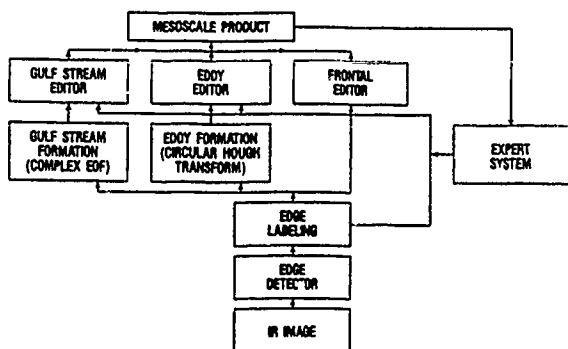 MESOSCALE PRODUCT
GULF STREAM
EDITOR
EDDY
EDITOR
FRONTAL
EDITOR
GULF STREAM
FORMATION
(COMPLEX EOF)
EDDY FORMATION
(CIRCULAR HOUGH
TRANSFORM)
EXPERT
SYSTEM
EDGE
LABELING
EDGE
DETECTOR
IR IMAGE